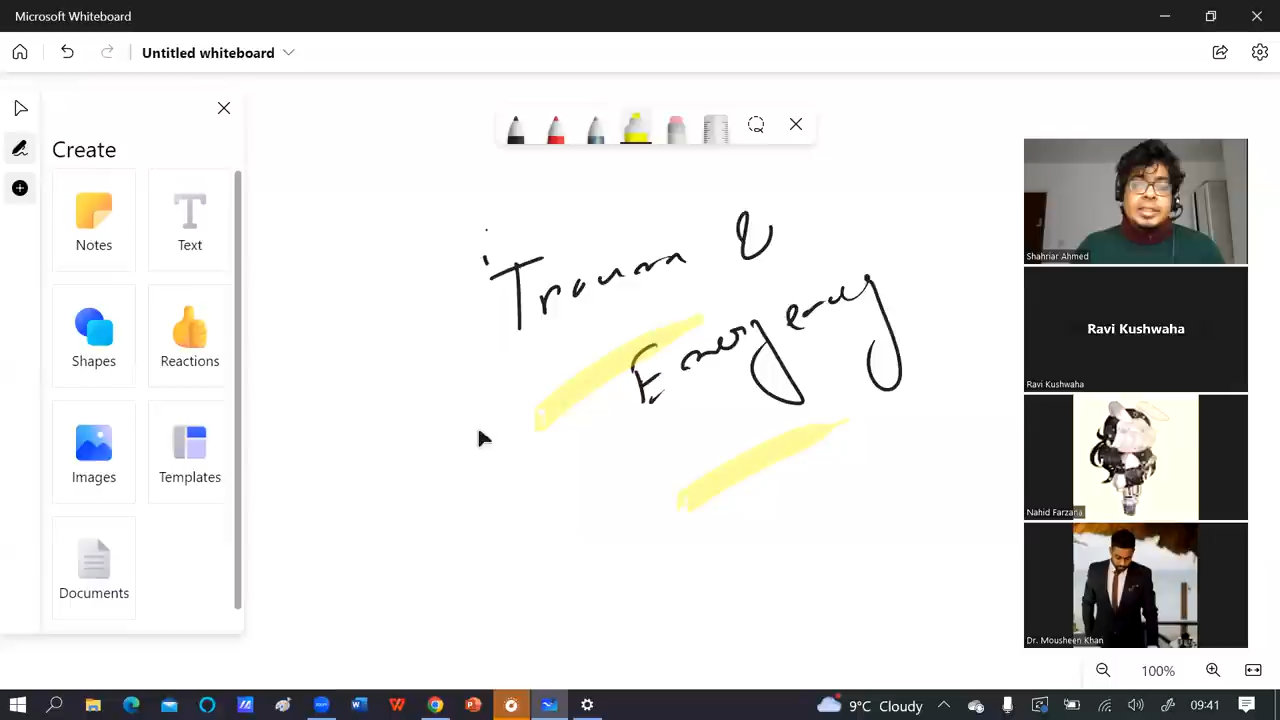 Microsoft Whiteboard
Untitled whiteboard
Create
Notes
Text
Shapes
Reactions
Images
Templates
Documents
Trauma &
Emergency
Shahriar Ahmed
Ravi Kushwaha
Ravi Kushwaha
Nahid Farzana
Dr. Mousheen Khan
100%
9°C Cloudy
09:41